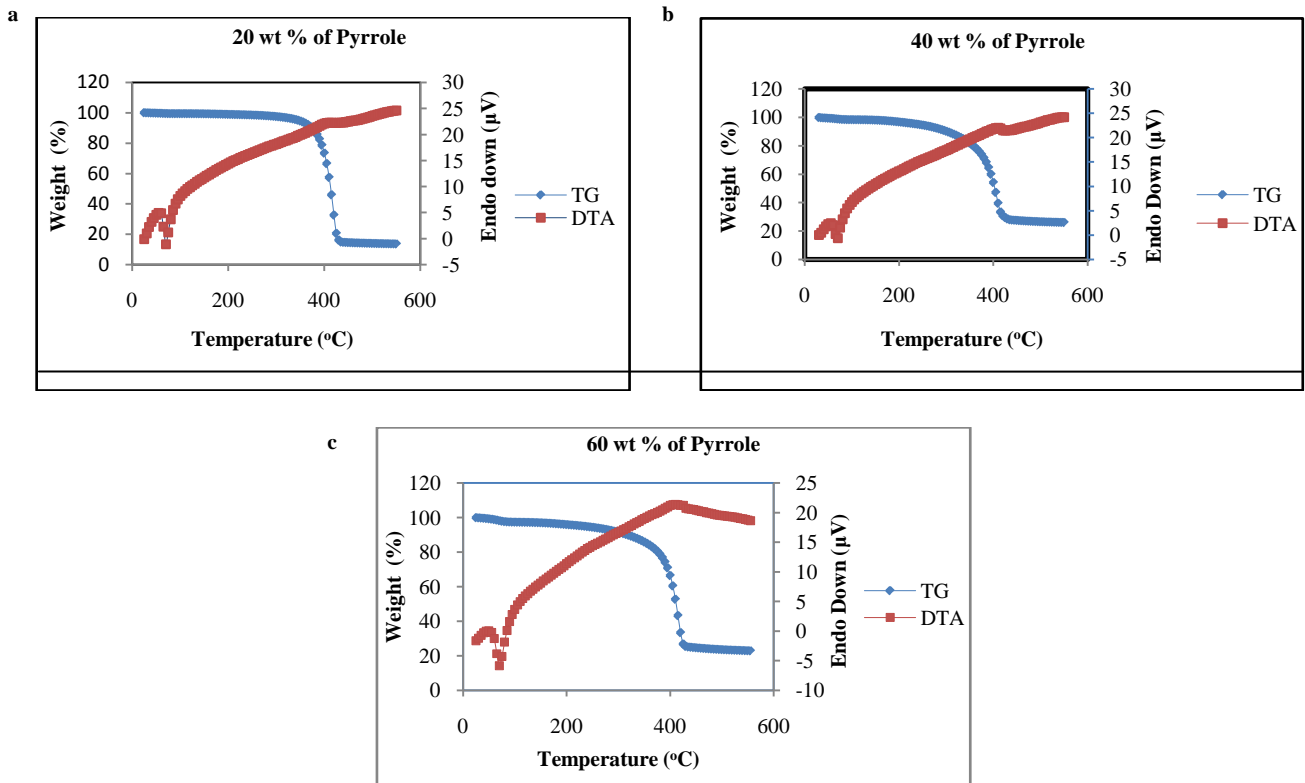 a
20 wt % of Pyrrole
120
100
80
60
40
20
0
30
25
20
15
10
5
0
-5
0 200 400 600
Weight (%)
Endo down (µV)
Temperature (ºC)
TG
DTA
b
40 wt % of Pyrrole
120
100
80
60
40
20
0
30
25
20
15
10
5
0
-5
0 200 400 600
Weight (%)
Endo Down (µV)
Temperature (ºC)
TG
DTA
c
60 wt % of Pyrrole
120
100
80
60
40
20
0
25
20
15
10
5
0
-5
-10
0 200 400 600
Weight (%)
Endo Down (µV)
Temperature (ºC)
TG
DTA